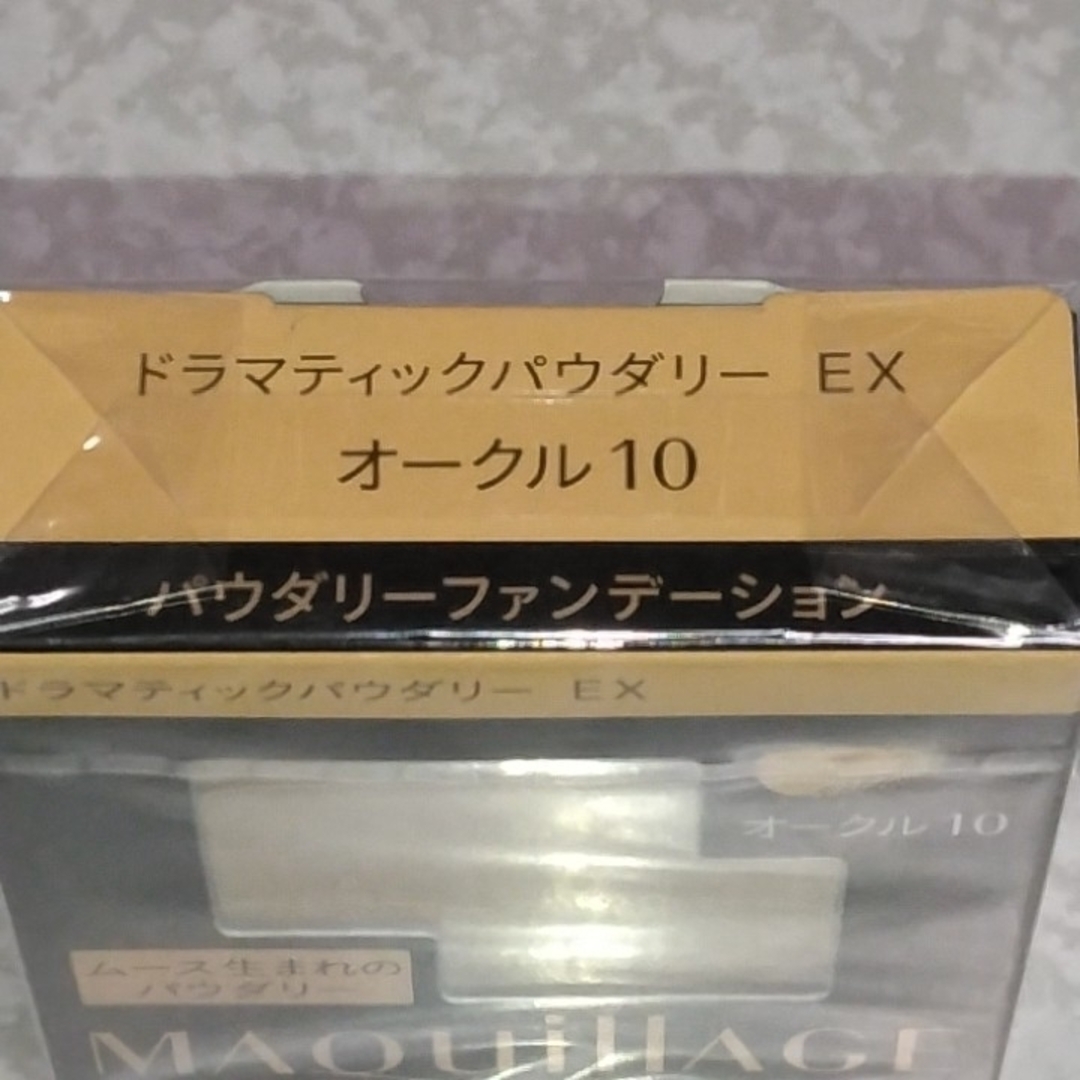 ドラマティックパウダリー EX
オークル10
パウダリーファンデーション
ドラマティックパウダリー EX
オークル10
ムース生まれの
パウダリー
MAQUillAGE